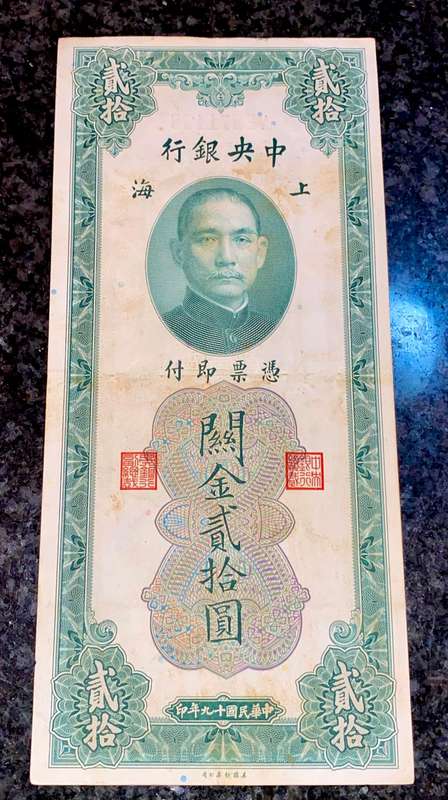 貳拾
貳拾
中央銀行
上海
憑票即付
關金貳拾圓
貳拾
貳拾
中華民國十九年印